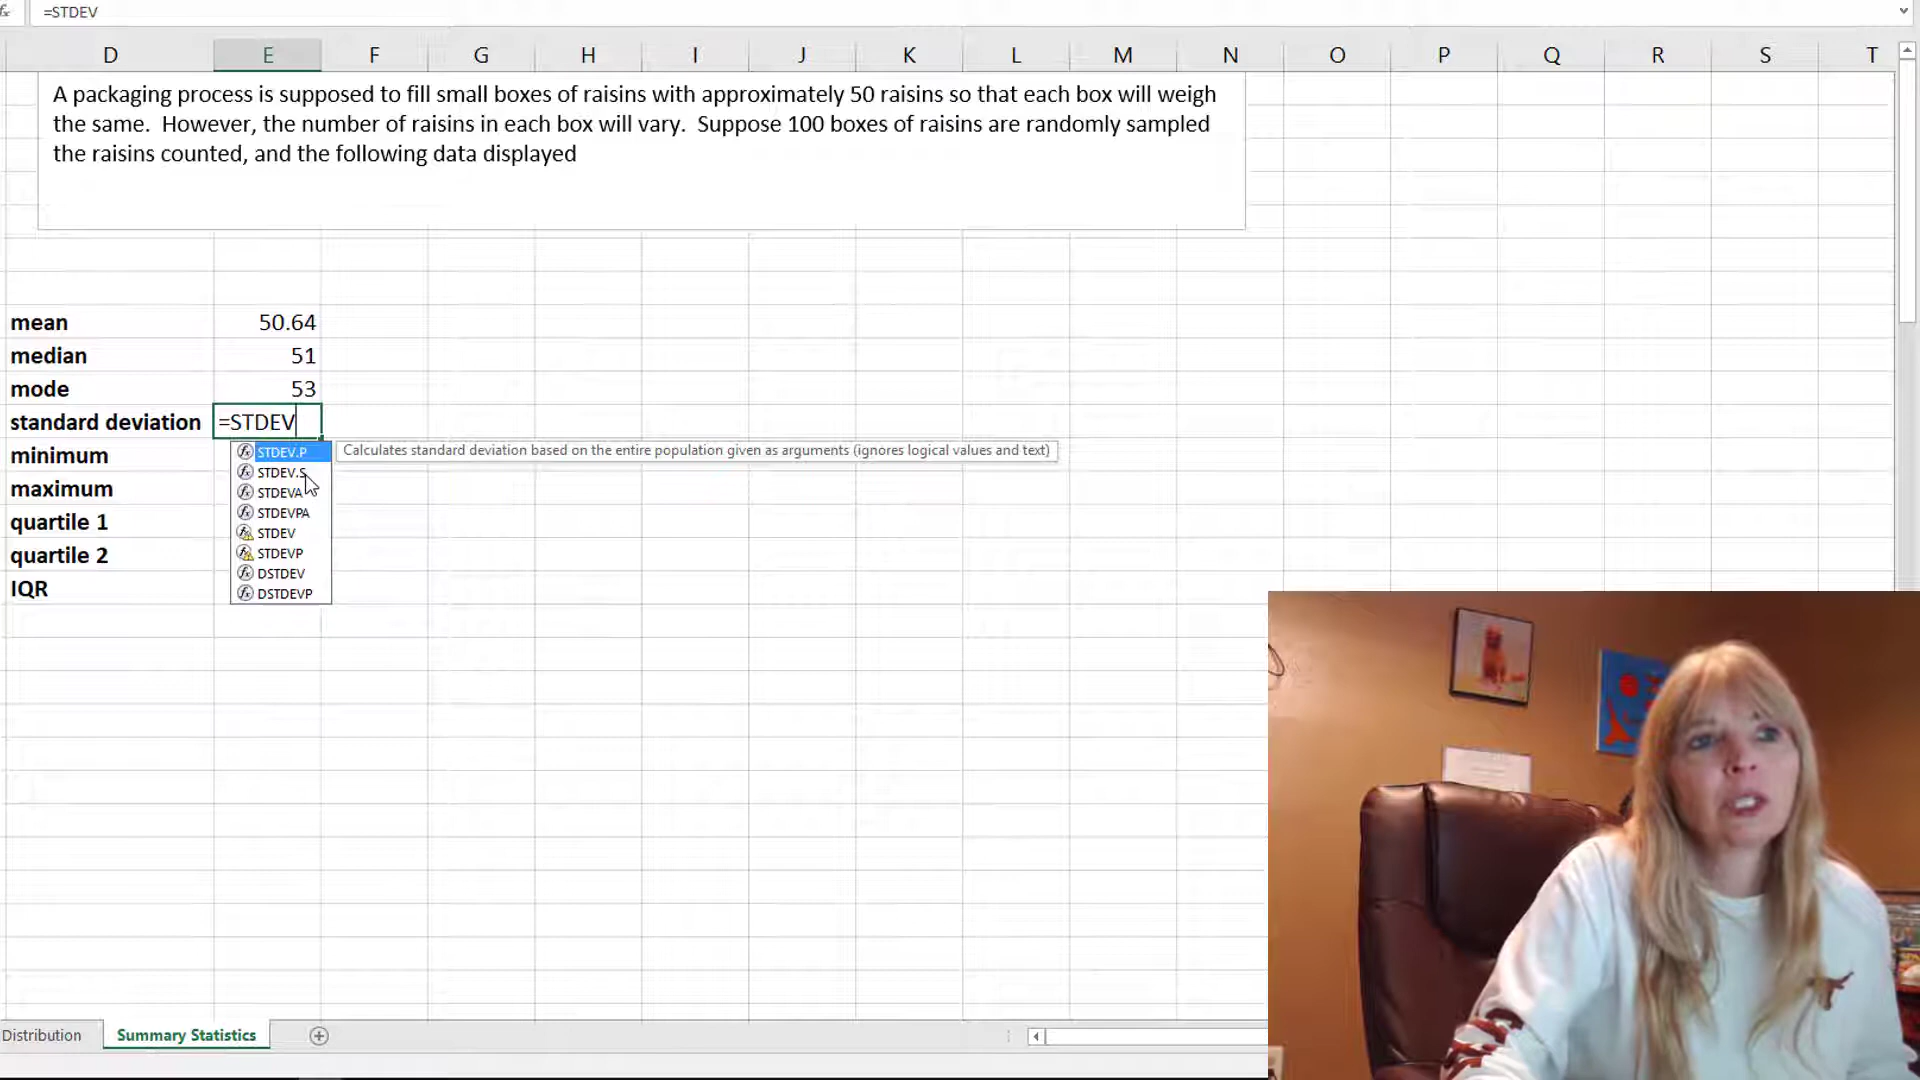 =STDEV
D E F G H I J K L M N O P Q R S T
A packaging process is supposed to fill small boxes of raisins with approximately 50 raisins so that each box will weigh
the same.  However, the number of raisins in each box will vary.  Suppose 100 boxes of raisins are randomly sampled
the raisins counted, and the following data displayed
mean 50.64
median 51
mode 53
standard deviation =STDEV
STDEV.P Calculates standard deviation based on the entire population given as arguments (ignores logical values and text)
minimum
STDEV.S
maximum
STDEVA
STDEVPA
quartile 1
STDEV
STDEVP
quartile 2
DSTDEV
IQR
DSTDEVP
Distribution Summary Statistics